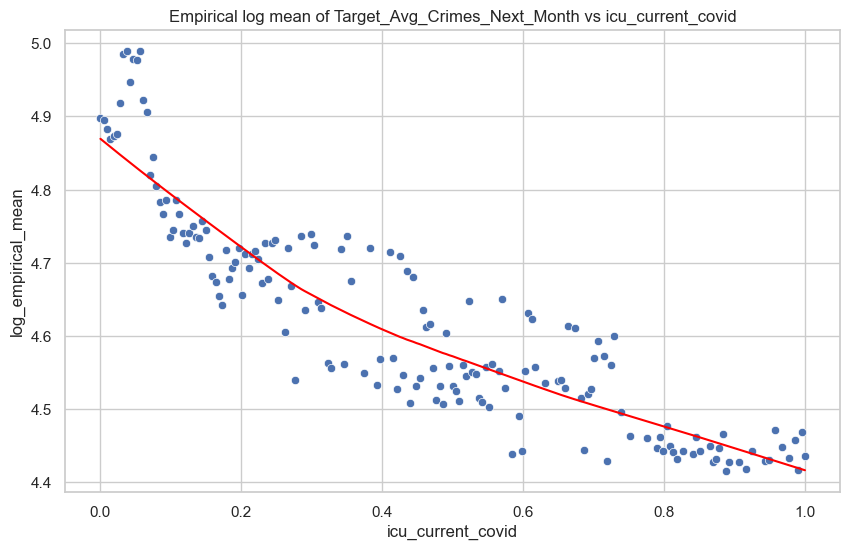 Empirical log mean of Target_Avg_Crimes_Next_Month vs icu_current_covid
5.0
4.9
4.8
4.7
4.6
4.5
4.4
log_empirical_mean
0.0 0.2 0.4 0.6 0.8 1.0
icu_current_covid